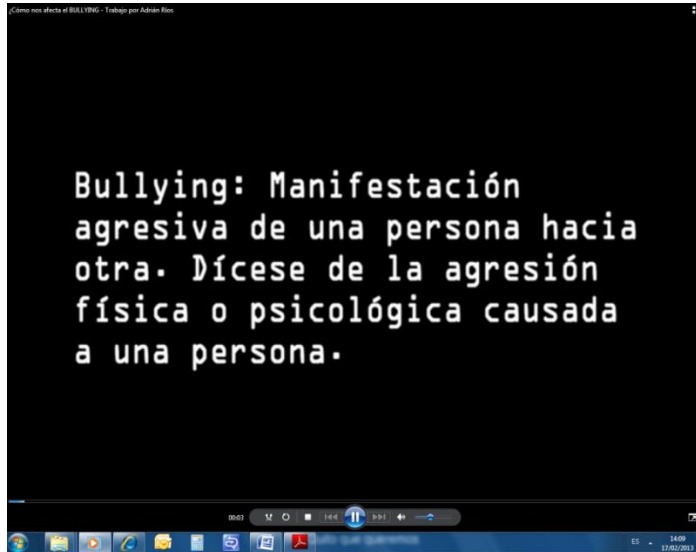 ¿Cómo nos afecta el BULLYING - Trabajo por Adrián Ríos
Bullying: Manifestación
agresiva de una persona hacia
otra. Dícese de la agresión
física o psicológica causada
a una persona.
00:03
ES
14:09
17/02/2013